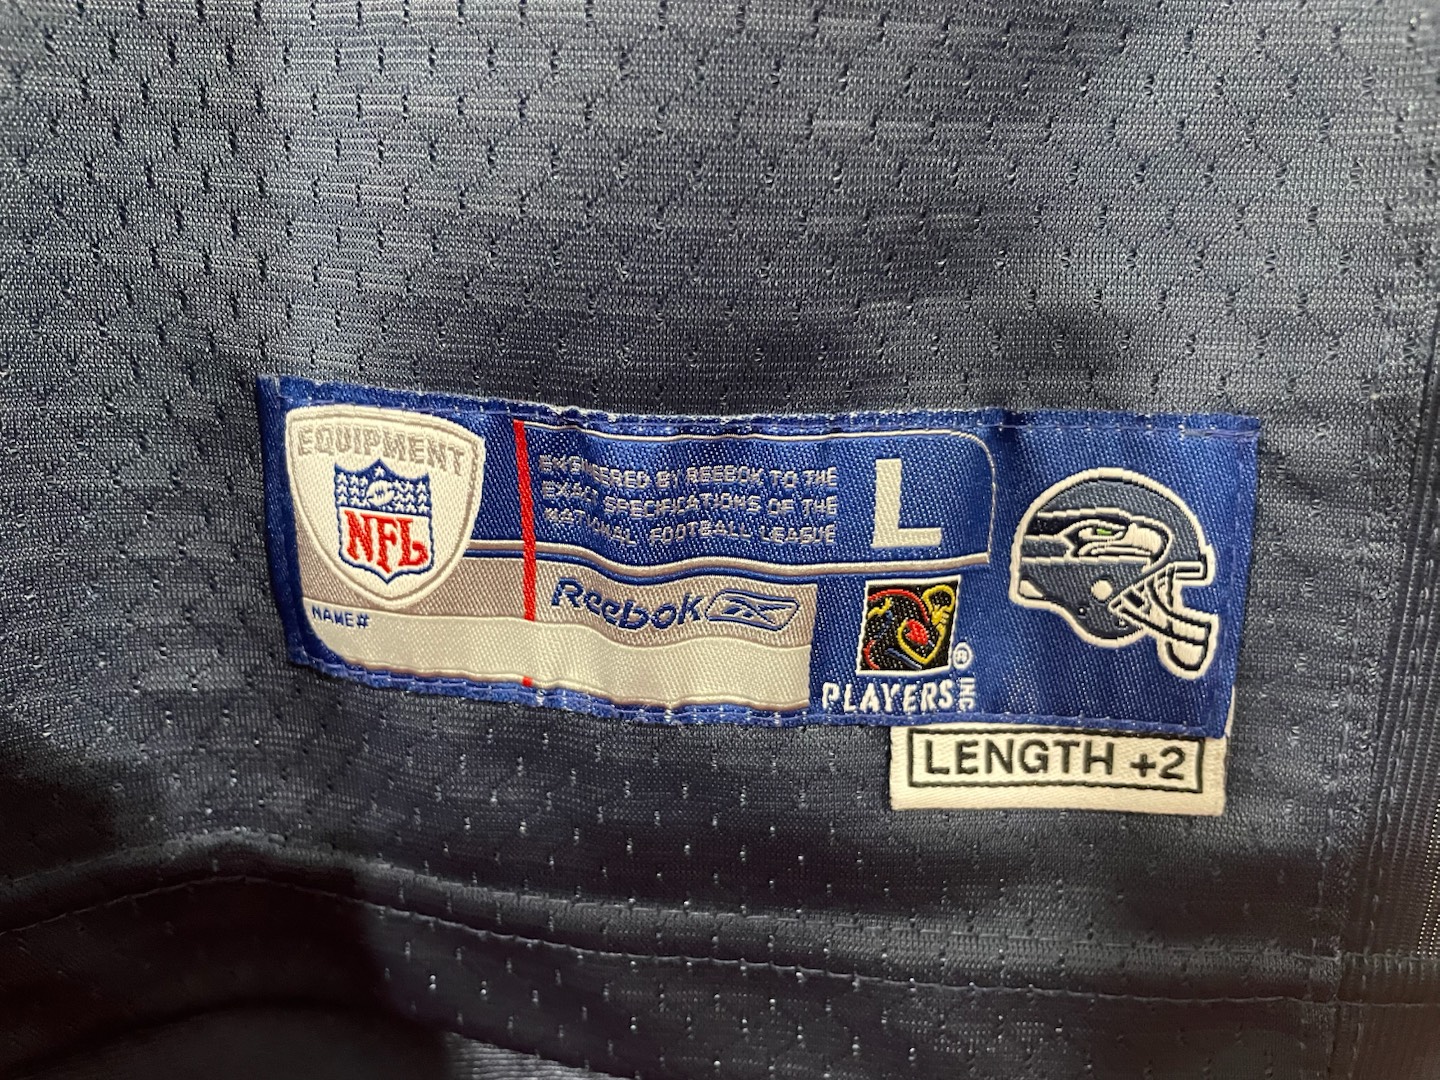 EQUIPMENT
NFL
ENGINEERED BY REEBOK TO THE
EXACT SPECIFICATIONS OF THE
NATIONAL FOOTBALL LEAGUE
L
Reebok
NAME#
PLAYERS INC
®
LENGTH +2